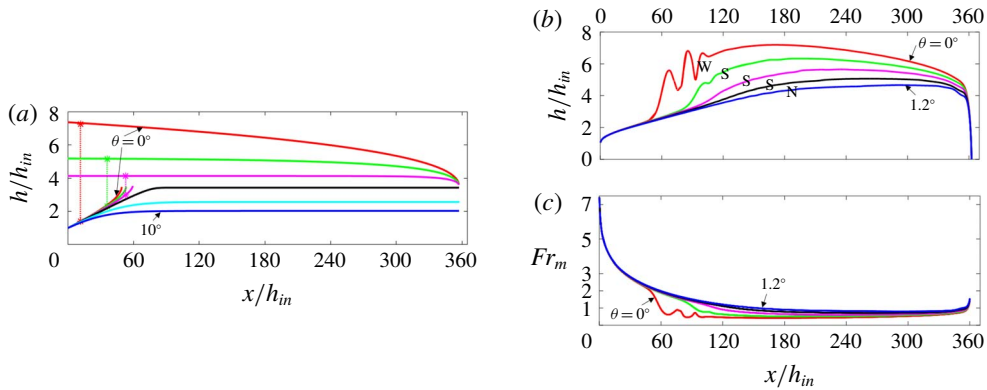 (a)
8
6
4
2
0
h/h_in
θ = 0°
10°
0 60 120 180 240 300 360
x/h_in
(b)
0 60 120 180 240 300 360
8
6
4
2
0
h/h_in
θ = 0°
W
S
S
S
N
1.2°
(c)
7
5
3
2
1
Fr_m
1.2°
θ = 0°
0 60 120 180 240 300 360
x/h_in